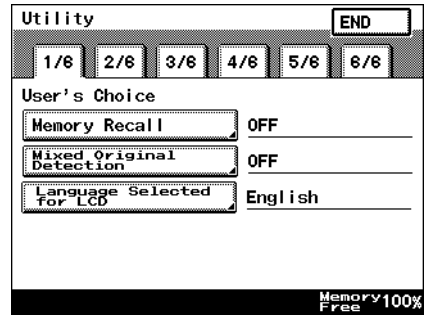 Utility END
1/6 2/6 3/6 4/6 5/6 6/6
User's Choice
Memory Recall OFF
Mixed Original
Detection OFF
Language Selected
for LCD English
Memory
Free 100%